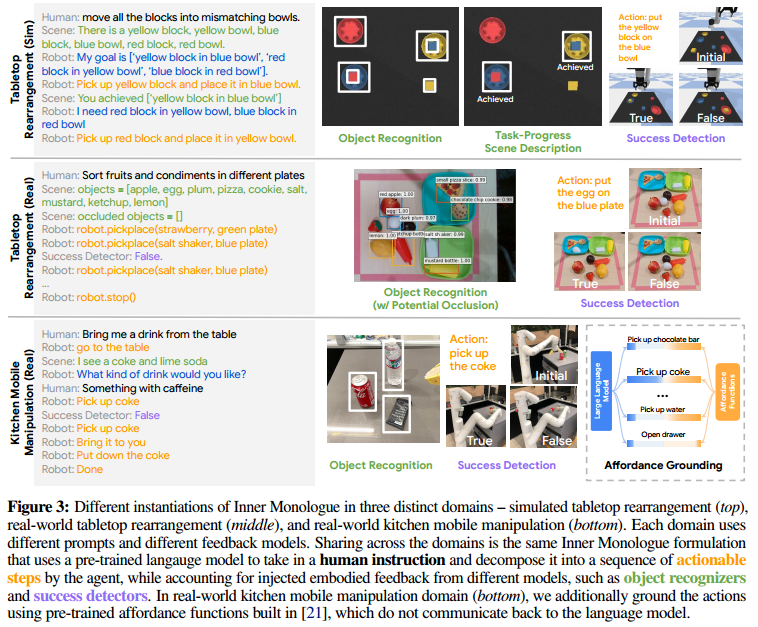 Tabletop Rearrangement (Sim)
Human: move all the blocks into mismatching bowls.
Scene: There is a yellow block, yellow bowl, blue
block, blue bowl, red block, red bowl.
Robot: My goal is ['yellow block in blue bowl', 'red
block in yellow bowl', 'blue block in red bowl'].
Robot: Pick up yellow block and place it in blue bowl.
Scene: You achieved ['yellow block in blue bowl']
Robot: I need red block in yellow bowl, blue block in
red bowl
Robot: Pick up red block and place it in yellow bowl.
Object Recognition
Achieved
Achieved
Task-Progress
Scene Description
Action: put
the yellow
block on
the blue
bowl
Initial
True
False
Success Detection
Tabletop Rearrangement (Real)
Human: Sort fruits and condiments in different plates
Scene: objects = [apple, egg, plum, pizza, cookie, salt,
mustard, ketchup, lemon]
Scene: occluded objects = []
Robot: robot.pickplace(strawberry, green plate)
Robot: robot.pickplace(salt shaker, blue plate)
Success Detector: False.
Robot: robot.pickplace(salt shaker, blue plate)
...
Robot: robot.stop()
small pizza slice: 0.99
red apple: 1.00
chocolate chip cookie: 0.98
egg: 1.00
dark plum: 0.97
lemon: 1.00
salt shaker: 0.99
mustard bottle: 1.00
Object Recognition
(w/ Potential Occlusion)
Action: put
the egg on
the blue plate
Initial
True
False
Success Detection
Kitchen Mobile Manipulation (Real)
Human: Bring me a drink from the table
Robot: go to the table
Scene: I see a coke and lime soda
Robot: What kind of drink would you like?
Human: Something with caffeine
Robot: Pick up coke
Success Detector: False
Robot: Pick up coke
Robot: Bring it to you
Robot: Put down the coke
Robot: Done
Object Recognition
Action:
pick up
the coke
Initial
True
False
Success Detection
Large Language Model
Pick up chocolate bar
Pick up coke
...
Pick up water
Open drawer
Affordance Functions
Affordance Grounding
Figure 3: Different instantiations of Inner Monologue in three distinct domains – simulated tabletop rearrangement (top),
real-world tabletop rearrangement (middle), and real-world kitchen mobile manipulation (bottom). Each domain uses
different prompts and different feedback models. Sharing across the domains is the same Inner Monologue formulation
that uses a pre-trained langauge model to take in a human instruction and decompose it into a sequence of actionable
steps by the agent, while accounting for injected embodied feedback from different models, such as object recognizers
and success detectors. In real-world kitchen mobile manipulation domain (bottom), we additionally ground the actions
using pre-trained affordance functions built in [21], which do not communicate back to the language model.